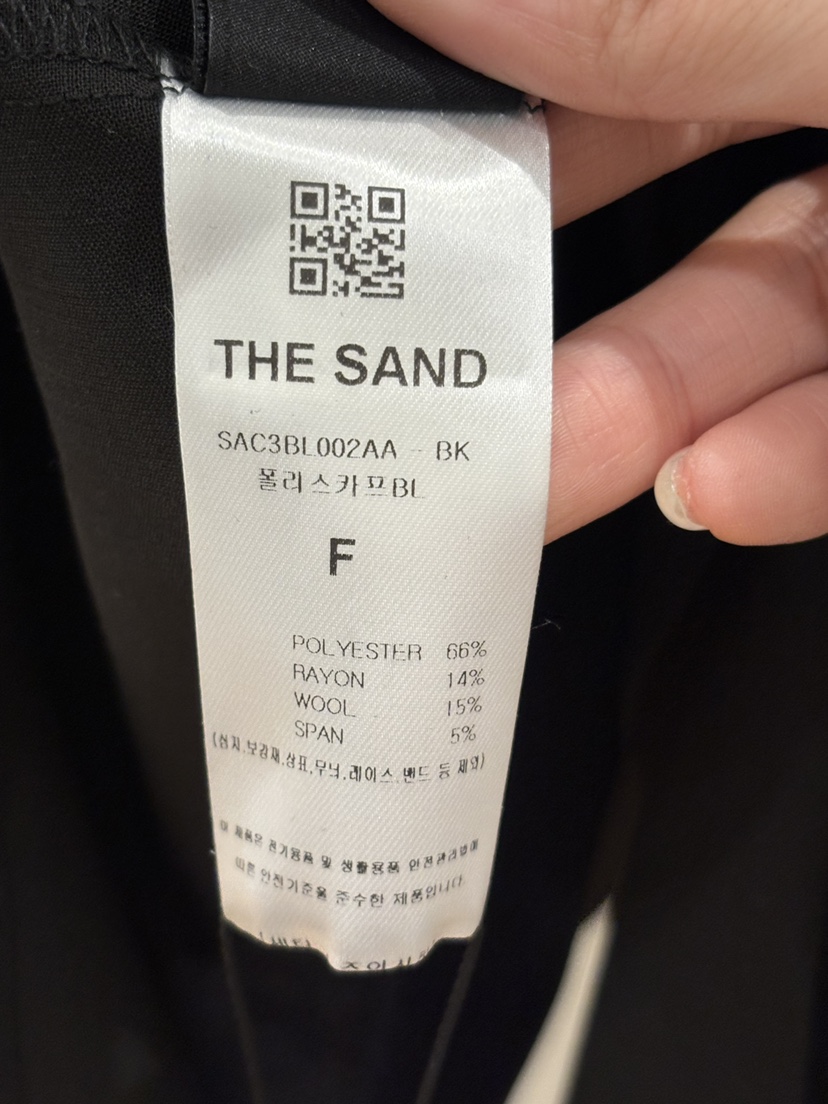 THE SAND
SAC3BL002AA - BK
폴리스카프BL
F
POLYESTER 66%
RAYON 14%
WOOL 15%
SPAN 5%
(심지,보강재,상표,무늬,레이스,밴드 등 제외)
이 제품은 전기용품 및 생활용품 안전관리법에
따른 안전기준을 준수한 제품입니다.